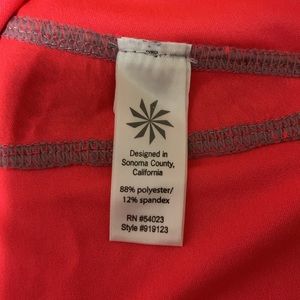 Designed in
Sonoma County,
California
88% polyester/
12% spandex
RN #54023
Style #919123